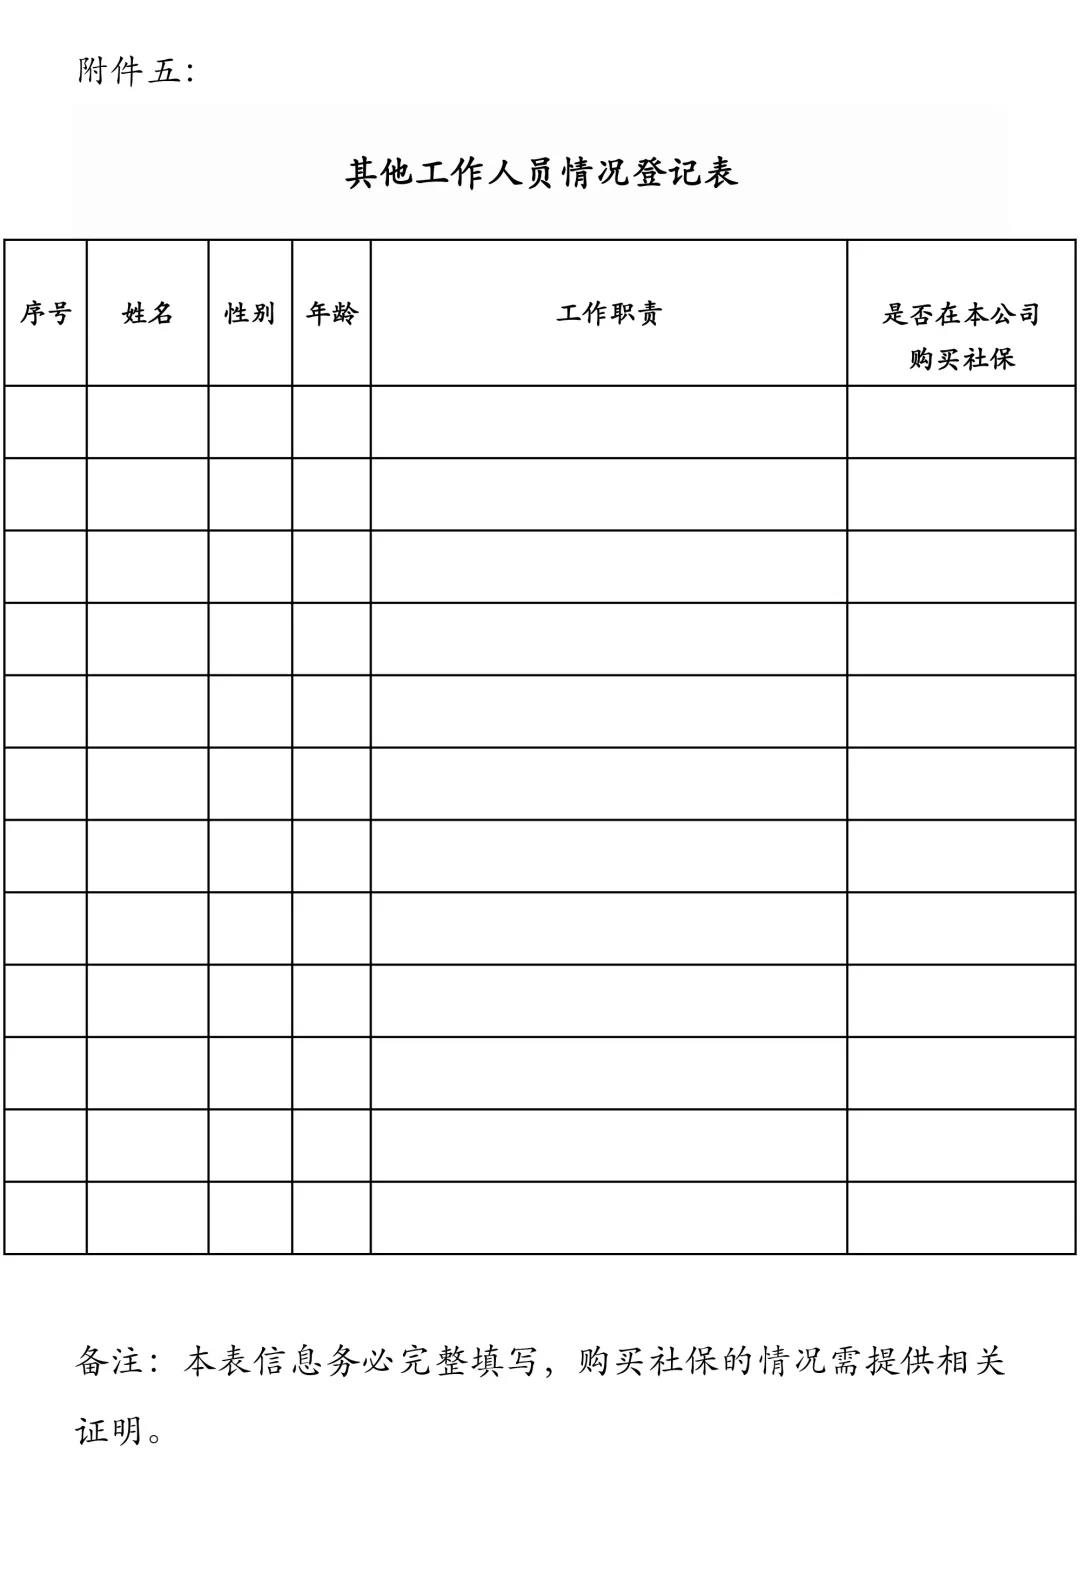 附件五：
其他工作人员情况登记表
序号 姓名 性别 年龄 工作职责 是否在本公司
购买社保
备注：本表信息务必完整填写，购买社保的情况需提供相关
证明。